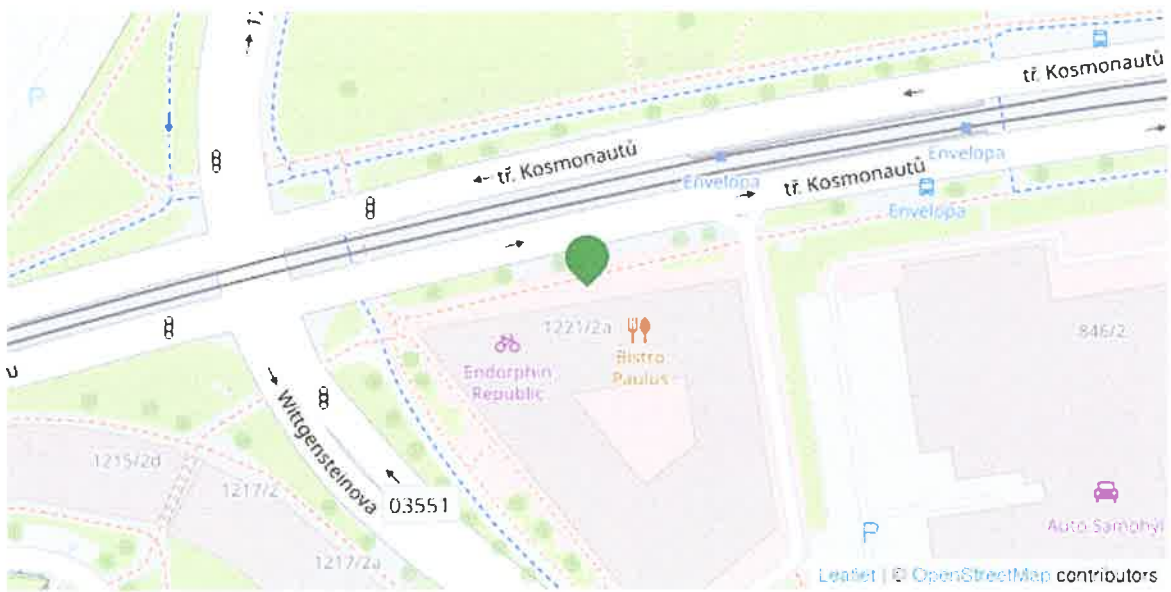 P
tř. Kosmonautů
tř. Kosmonautů
Envelopa
Envelopa
tř. Kosmonautů
Envelopa
1221/2a
Bistro
Paulus
846/2
Endorphin
Republic
Wittgensteinova
1215/2d
1217/2
03551
1217/2a
P
Auto Samohýl
Leaflet | © OpenStreetMap contributors